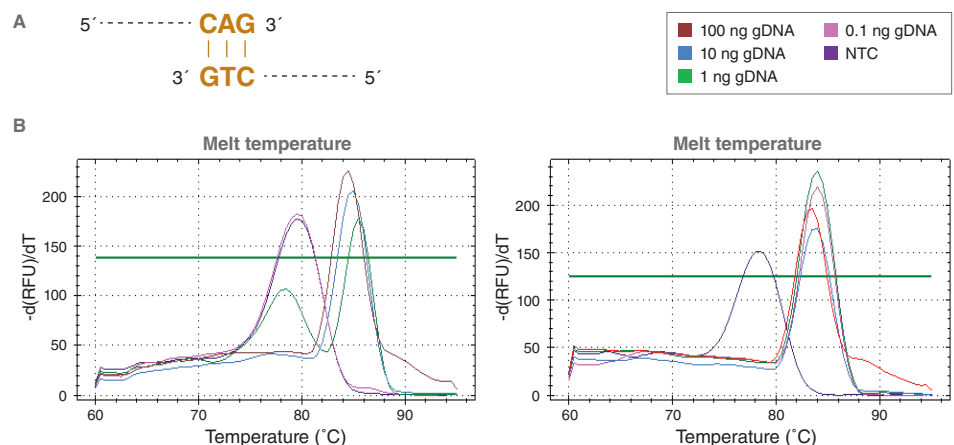 A
5´ CAG 3´
3´ GTC 5´
100 ng gDNA
10 ng gDNA
1 ng gDNA
0.1 ng gDNA
NTC
B
Melt temperature
-d(RFU)/dT
200
150
100
50
0
60 70 80 90
Temperature (˚C)
Melt temperature
-d(RFU)/dT
200
150
100
50
0
60 70 80 90
Temperature (˚C)